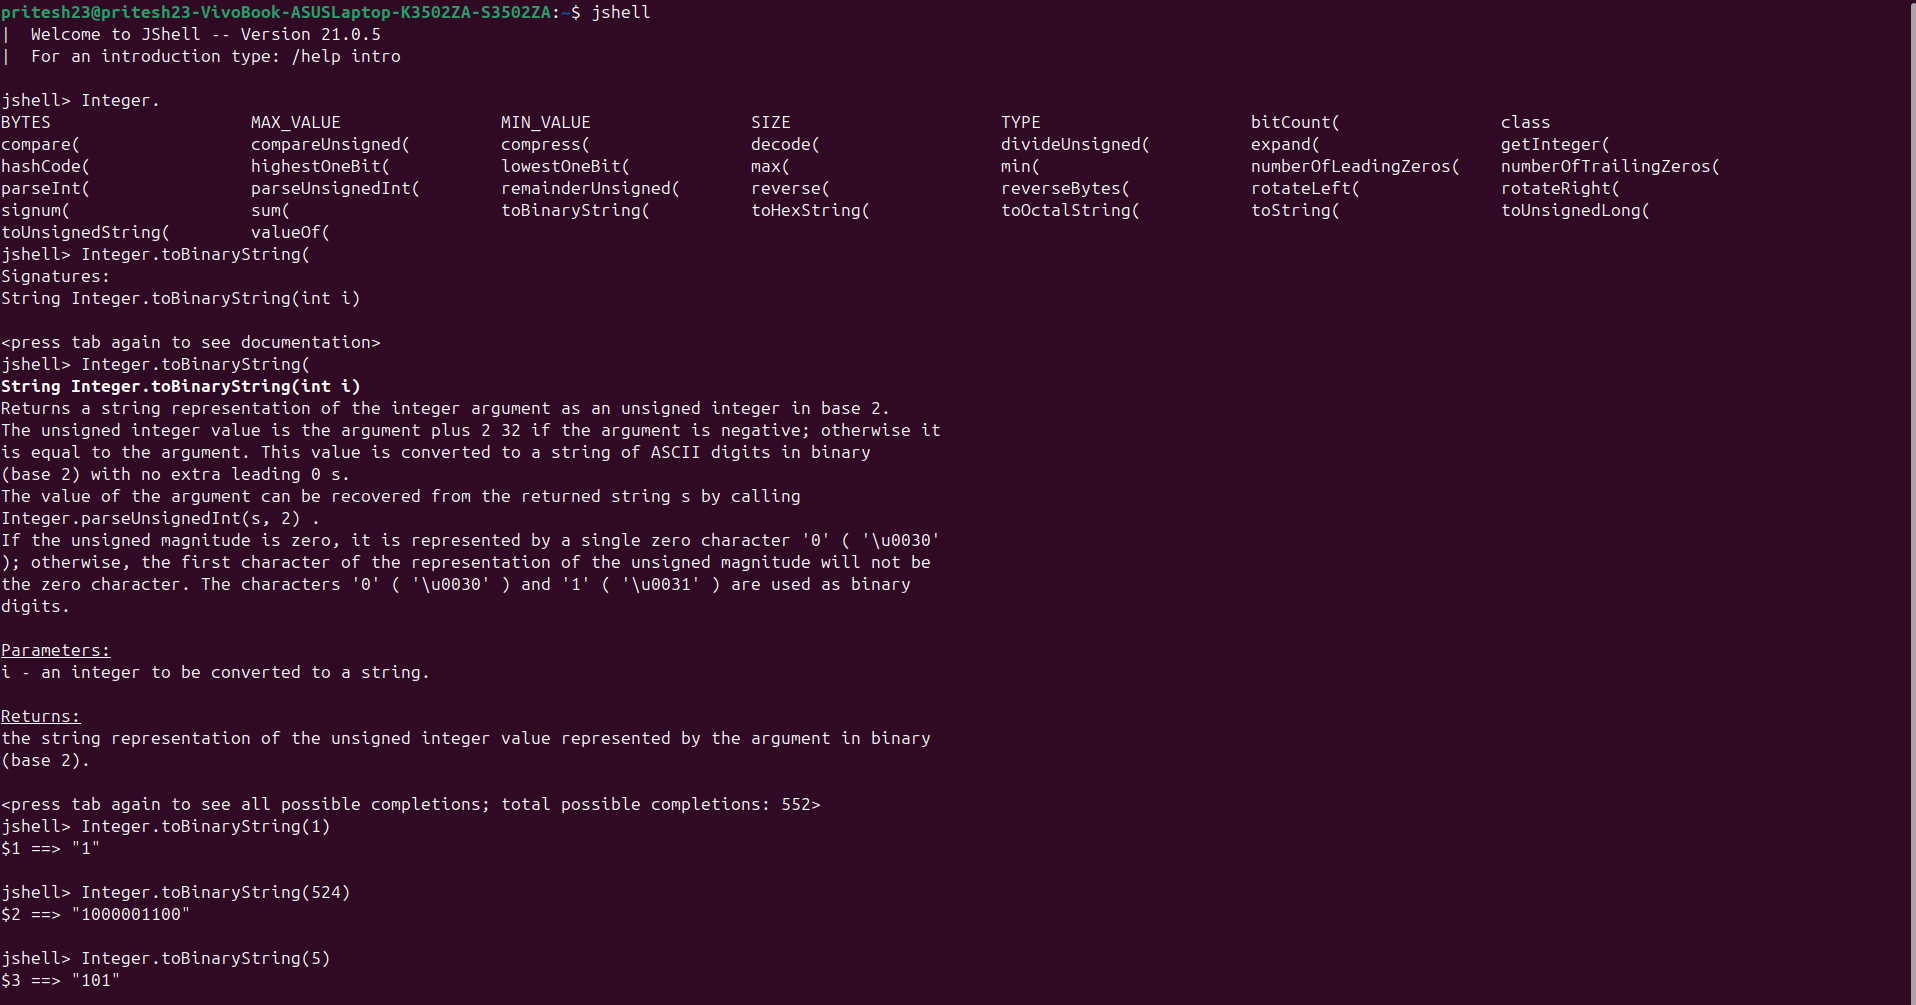 pritesh23@pritesh23-VivoBook-ASUSLaptop-K3502ZA-S3502ZA:~$ jshell
|  Welcome to JShell -- Version 21.0.5
|  For an introduction type: /help intro
jshell> Integer.
BYTES                    MAX_VALUE                MIN_VALUE                SIZE                     TYPE                     bitCount(                class
compare(                 compareUnsigned(         compress(                decode(                  divideUnsigned(          expand(                  getInteger(
hashCode(                highestOneBit(           lowestOneBit(            max(                     min(                     numberOfLeadingZeros(    numberOfTrailingZeros(
parseInt(                parseUnsignedInt(        remainderUnsigned(       reverse(                 reverseBytes(            rotateLeft(              rotateRight(
signum(                  sum(                     toBinaryString(          toHexString(             toOctalString(           toString(                toUnsignedLong(
toUnsignedString(        valueOf(
jshell> Integer.toBinaryString(
Signatures:
String Integer.toBinaryString(int i)
<press tab again to see documentation>
jshell> Integer.toBinaryString(
String Integer.toBinaryString(int i)
Returns a string representation of the integer argument as an unsigned integer in base 2.
The unsigned integer value is the argument plus 2 32 if the argument is negative; otherwise it
is equal to the argument. This value is converted to a string of ASCII digits in binary
(base 2) with no extra leading 0 s.
The value of the argument can be recovered from the returned string s by calling
Integer.parseUnsignedInt(s, 2) .
If the unsigned magnitude is zero, it is represented by a single zero character '0' ( '\u0030'
); otherwise, the first character of the representation of the unsigned magnitude will not be
the zero character. The characters '0' ( '\u0030' ) and '1' ( '\u0031' ) are used as binary
digits.
Parameters:
i - an integer to be converted to a string.
Returns:
the string representation of the unsigned integer value represented by the argument in binary
(base 2).
<press tab again to see all possible completions; total possible completions: 552>
jshell> Integer.toBinaryString(1)
$1 ==> "1"
jshell> Integer.toBinaryString(524)
$2 ==> "1000001100"
jshell> Integer.toBinaryString(5)
$3 ==> "101"